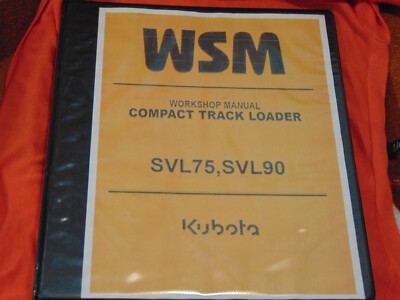 WSM
WORKSHOP MANUAL
COMPACT TRACK LOADER
SVL75,SVL90
Kubota